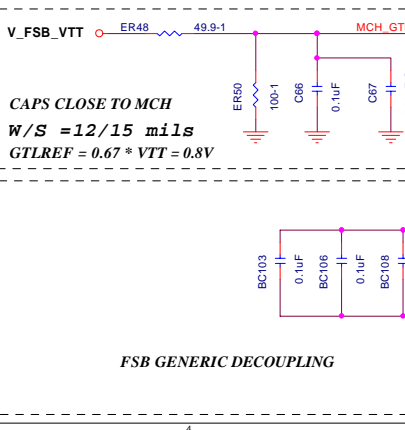 V_FSB_VTT ER48 49.9-1 MCH_GT
ER50
100-1
C66
0.1uF
C67
CAPS CLOSE TO MCH
W/S =12/15 mils
GTLREF = 0.67 * VTT = 0.8V
BC103
0.1uF
BC106
0.1uF
BC108
FSB GENERIC DECOUPLING